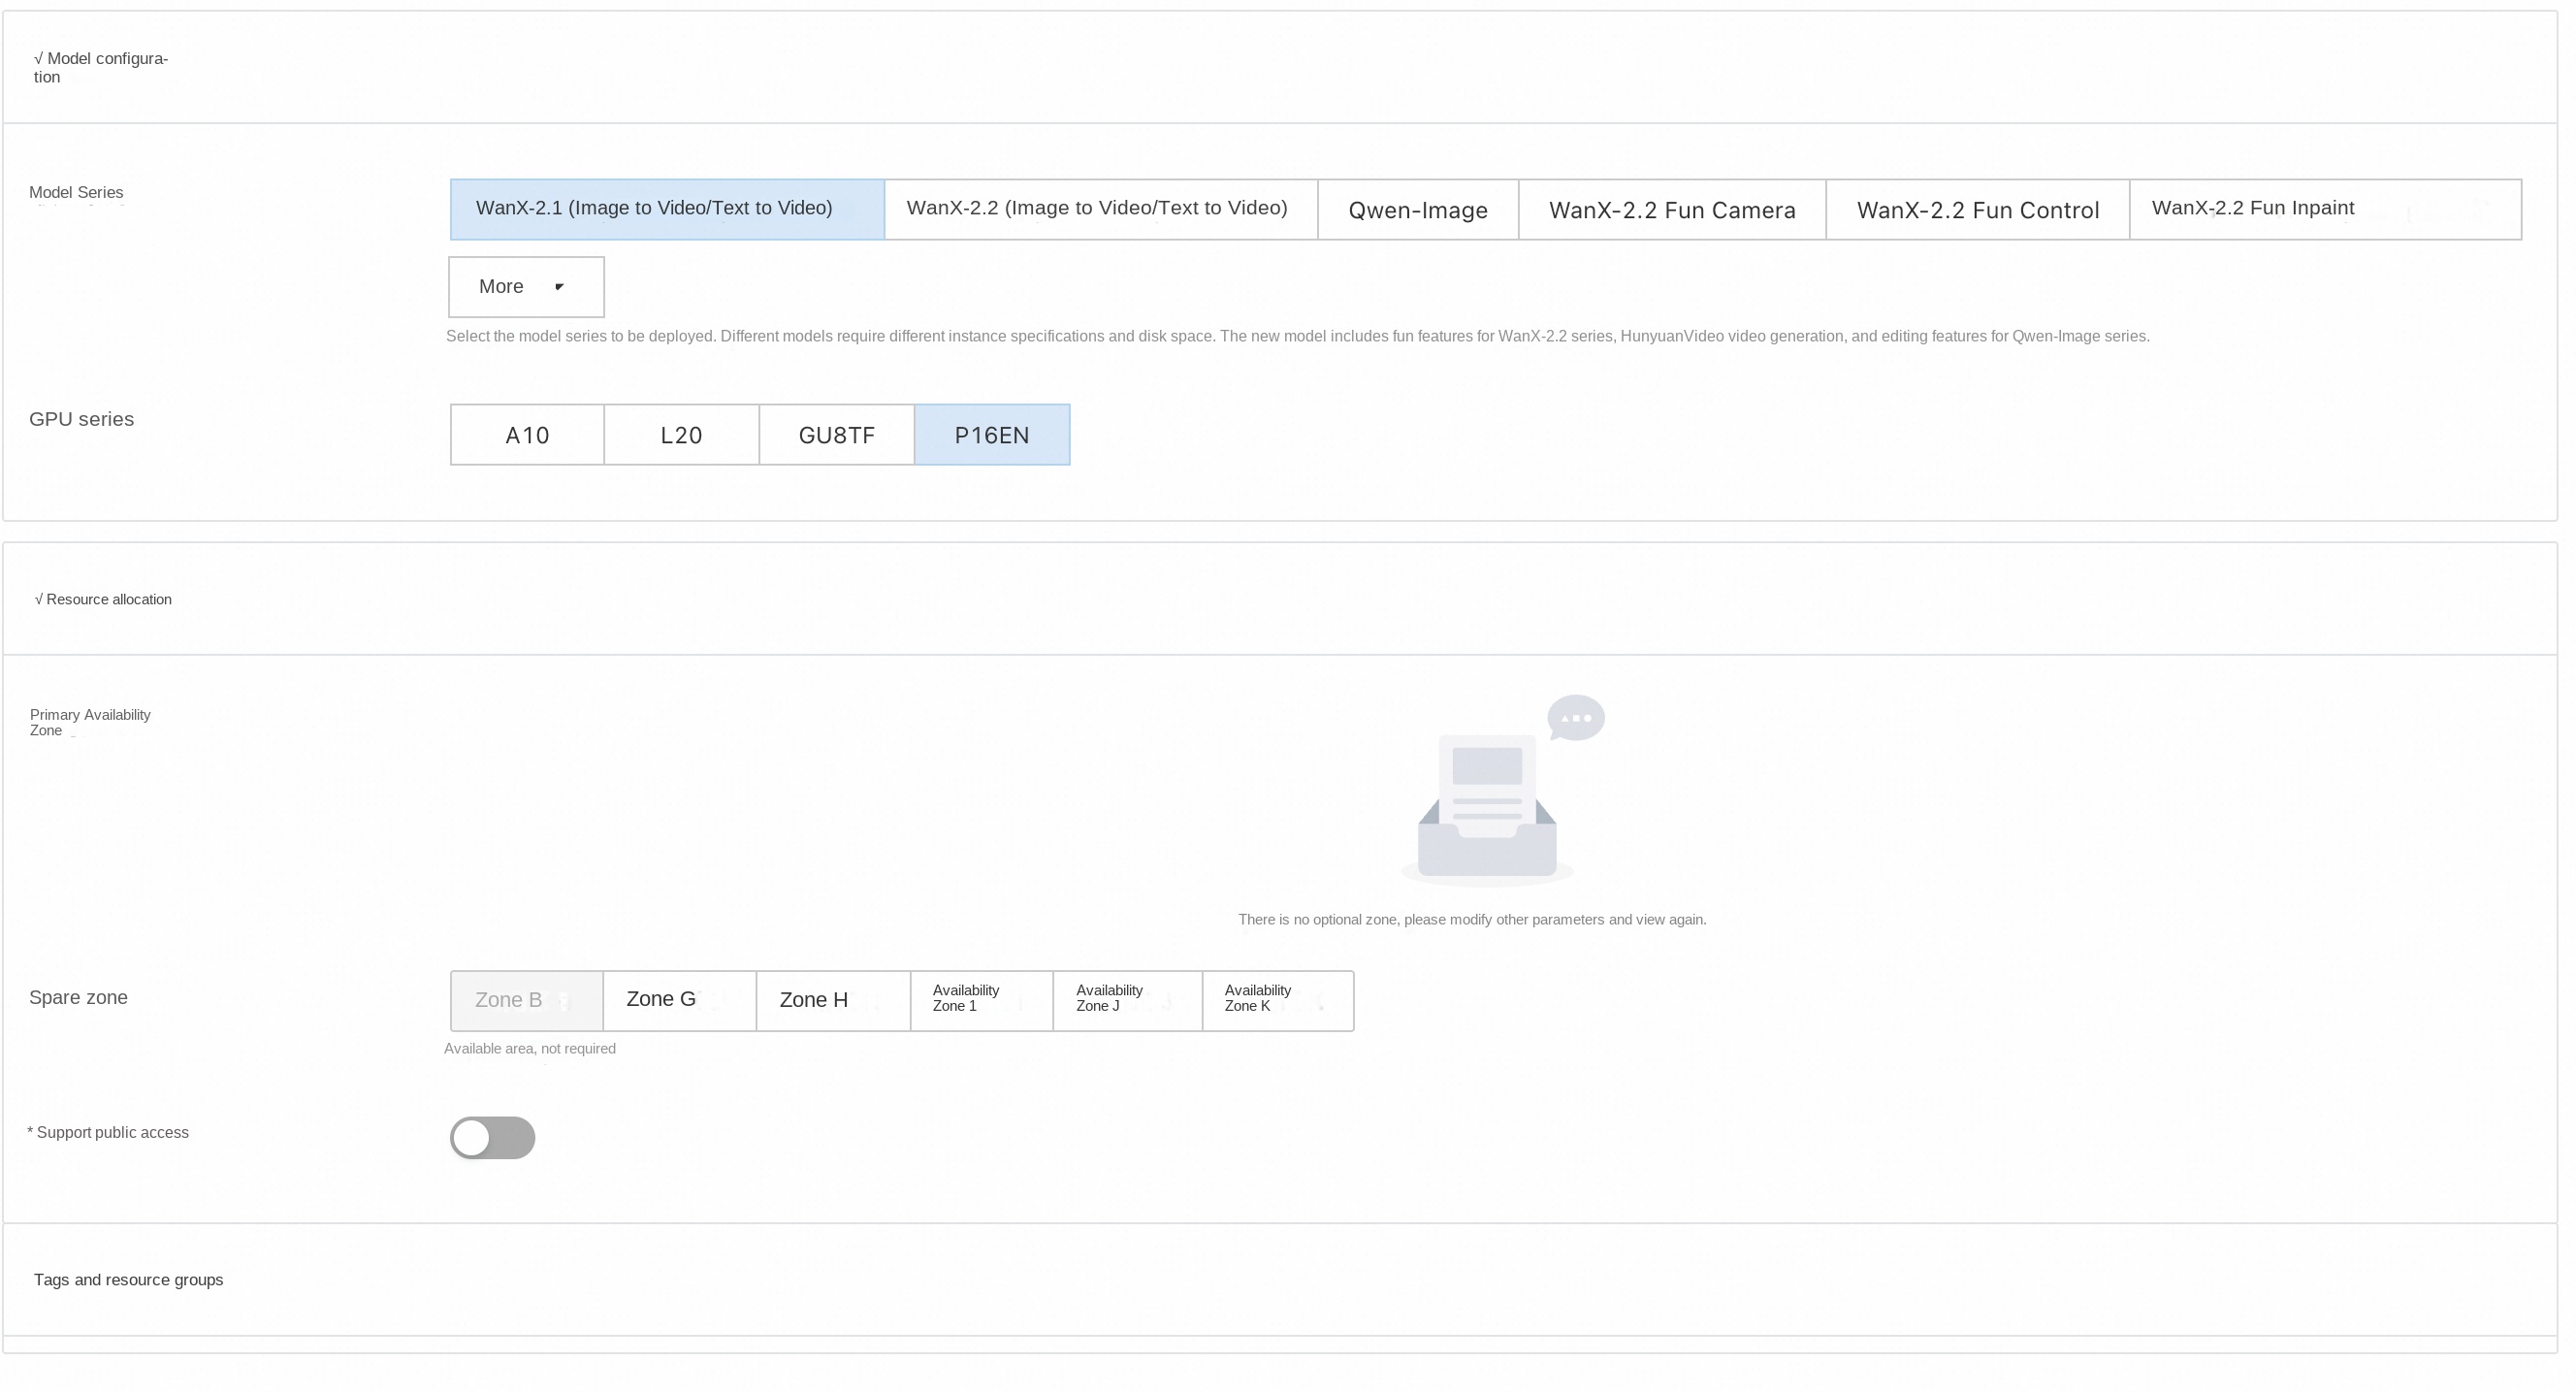 √ Model configura-
tion
Model Series
WanX-2.1 (Image to Video/Text to Video)
WanX-2.2 (Image to Video/Text to Video)
Qwen-Image
WanX-2.2 Fun Camera
WanX-2.2 Fun Control
WanX-2.2 Fun Inpaint
More
Select the model series to be deployed. Different models require different instance specifications and disk space. The new model includes fun features for WanX-2.2 series, HunyuanVideo video generation, and editing features for Qwen-Image series.
GPU series
A10
L20
GU8TF
P16EN
√ Resource allocation
Primary Availability
Zone
There is no optional zone, please modify other parameters and view again.
Spare zone
Zone B
Zone G
Zone H
Availability
Zone 1
Availability
Zone J
Availability
Zone K
Available area, not required
* Support public access
Tags and resource groups